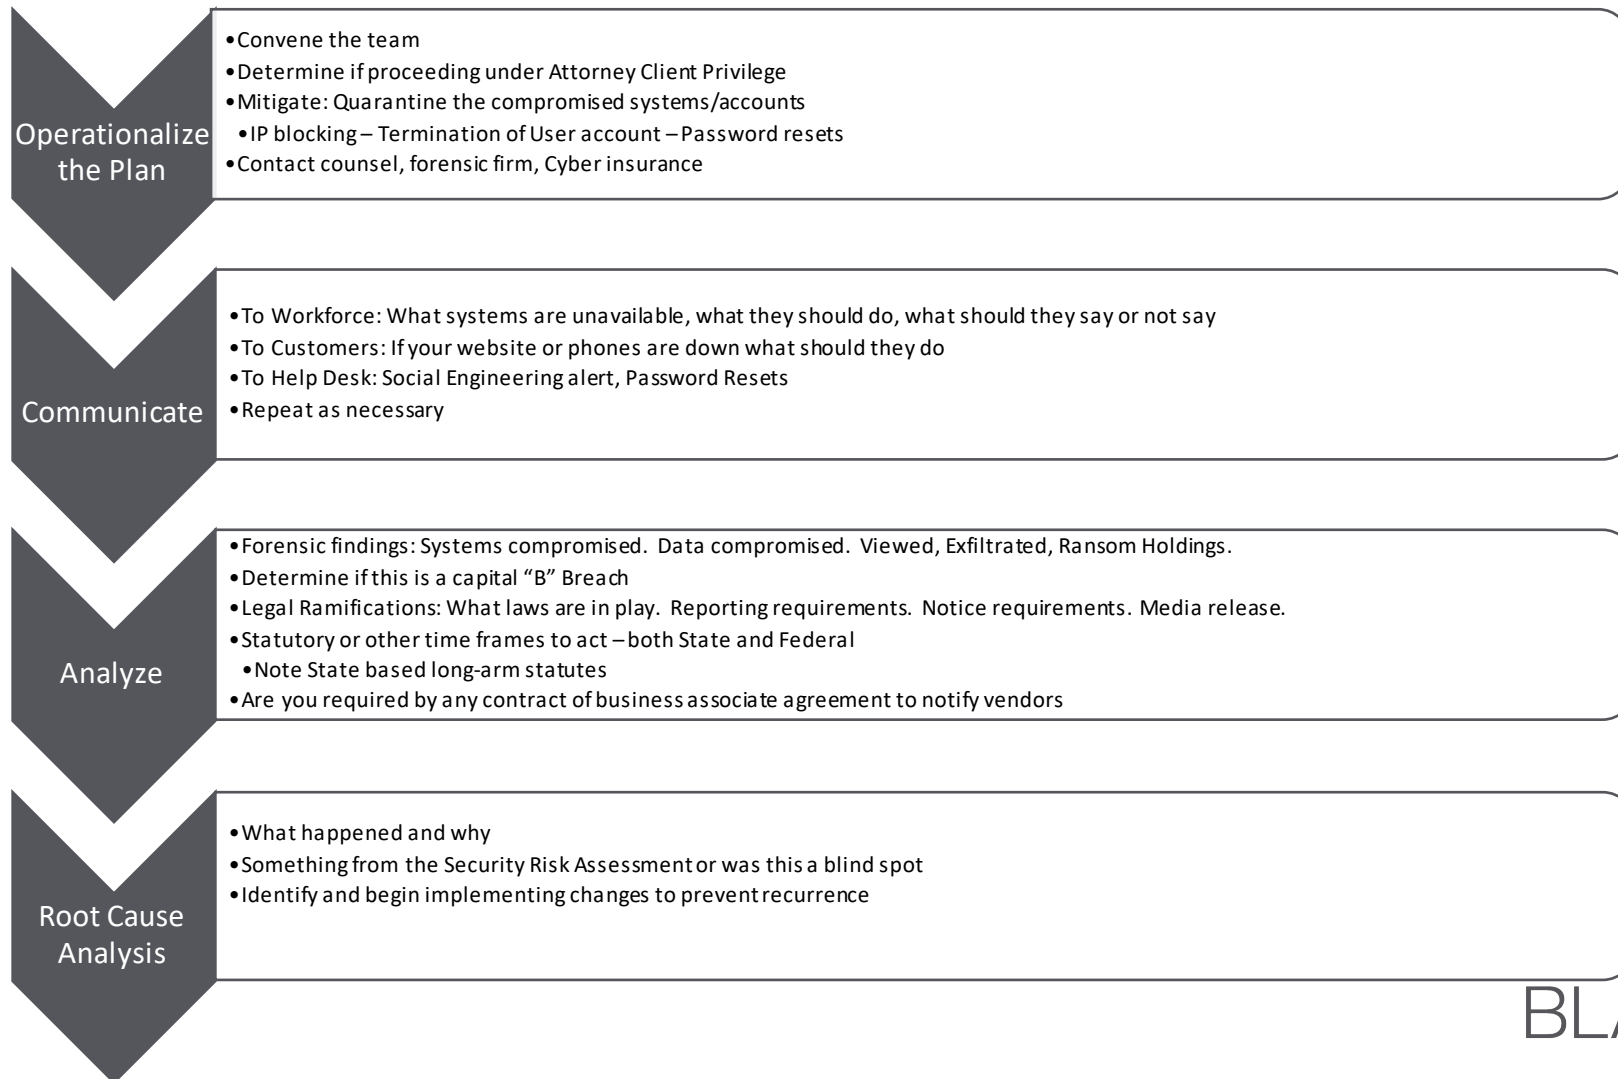 Operationalize
the Plan
•Convene the team
•Determine if proceeding under Attorney Client Privilege
•Mitigate: Quarantine the compromised systems/accounts
•IP blocking – Termination of User account – Password resets
•Contact counsel, forensic firm, Cyber insurance
Communicate
•To Workforce: What systems are unavailable, what they should do, what should they say or not say
•To Customers: If your website or phones are down what should they do
•To Help Desk: Social Engineering alert, Password Resets
•Repeat as necessary
Analyze
•Forensic findings: Systems compromised. Data compromised. Viewed, Exfiltrated, Ransom Holdings.
•Determine if this is a capital “B” Breach
•Legal Ramifications: What laws are in play. Reporting requirements. Notice requirements. Media release.
•Statutory or other time frames to act – both State and Federal
•Note State based long-arm statutes
•Are you required by any contract of business associate agreement to notify vendors
Root Cause
Analysis
•What happened and why
•Something from the Security Risk Assessment or was this a blind spot
•Identify and begin implementing changes to prevent recurrence